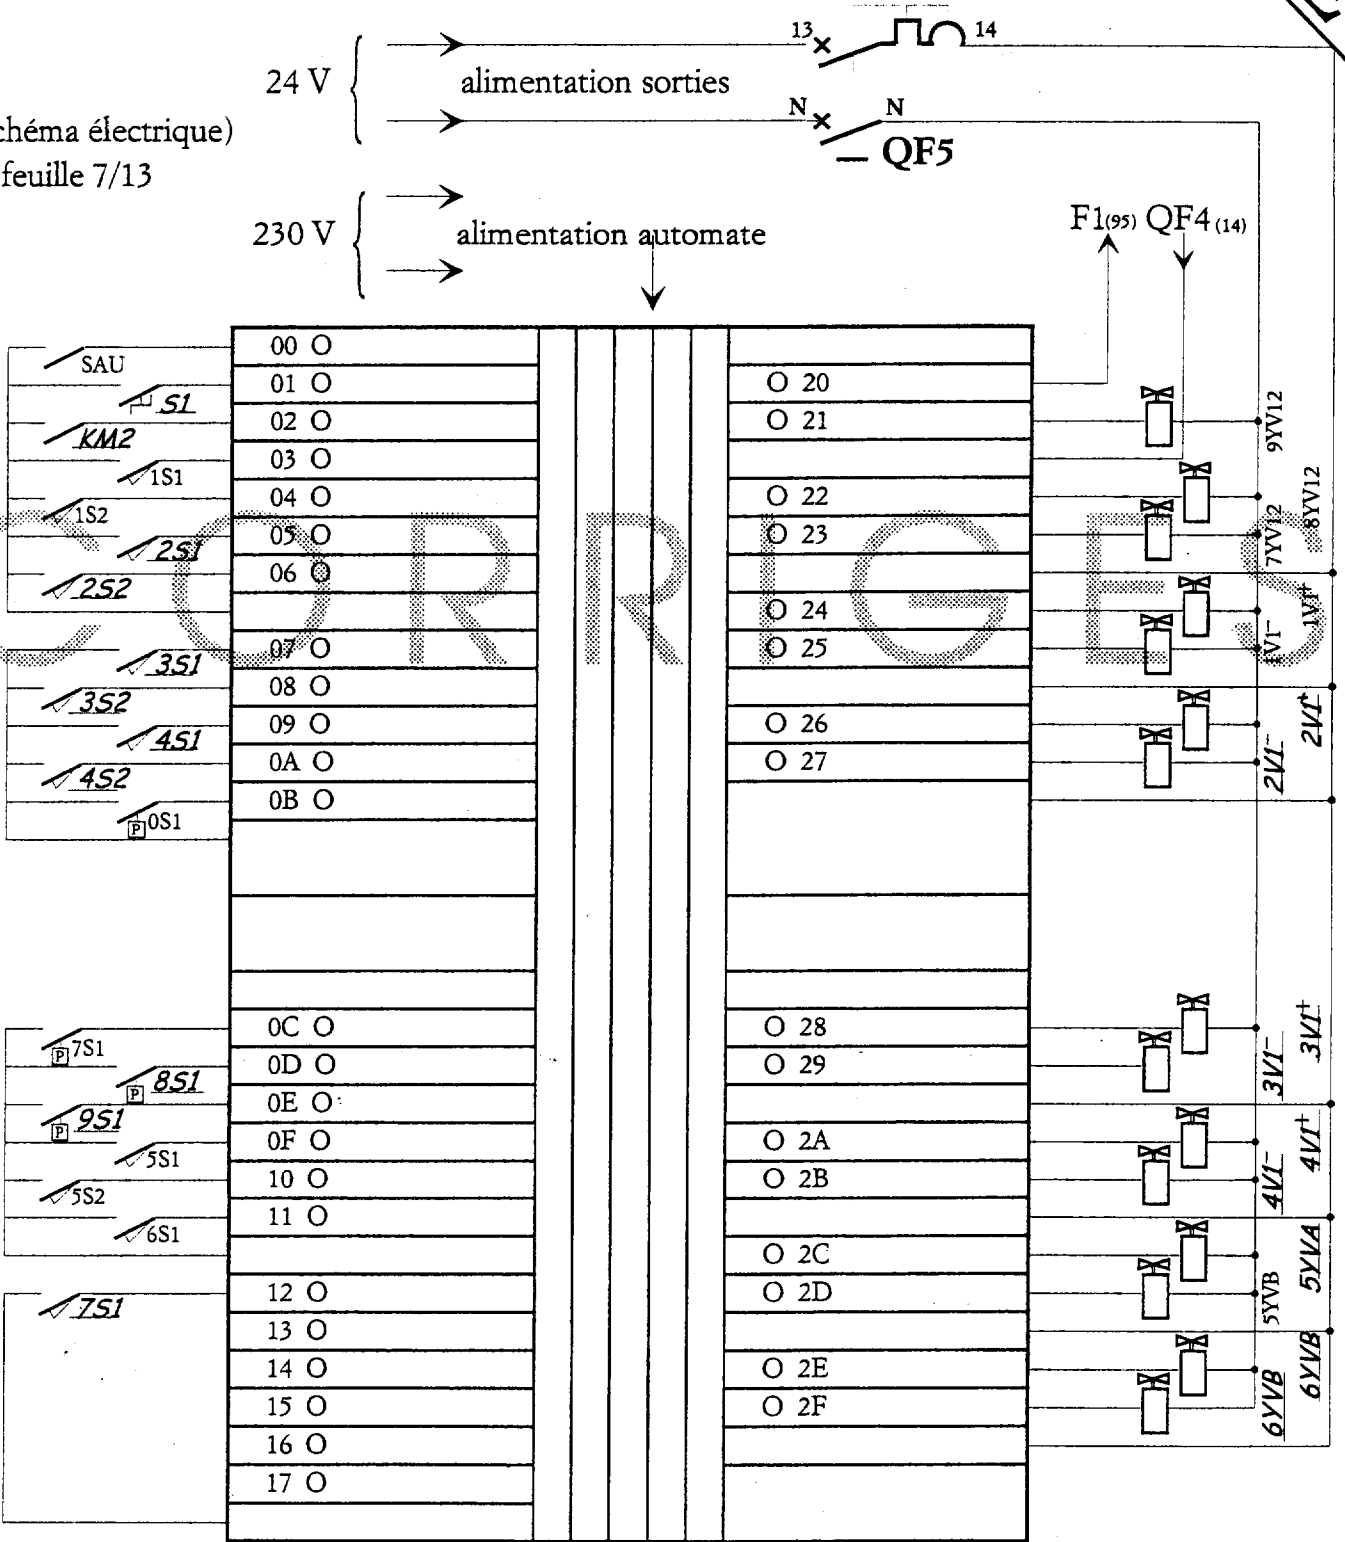 13 14
24 V alimentation sorties
N N
QF5
chéma électrique)
feuille 7/13
230 V alimentation automate
F1(95) QF4 (14)
SAU
S1
KM2
1S1
1S2
2S1
2S2
3S1
3S2
4S1
4S2
P 0S1
P 7S1
P 8S1
P 9S1
5S1
5S2
6S1
7S1
00
01
02
03
04
05
06
07
08
09
0A
0B
0C
0D
0E
0F
10
11
12
13
14
15
16
17
20
21
22
23
24
25
26
27
28
29
2A
2B
2C
2D
2E
2F
9YV12
8YV12
7YV12
1V1+
1V1-
2V1+
2V1-
3V1+
3V1-
4V1+
4V1-
5YVA
5YVB
6YVB
6YVB
CORRIGES